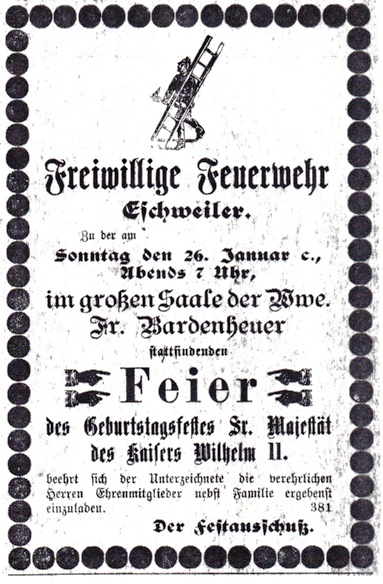 Freiwillige Feuerwehr
Eschweiler.
Zu der am
Sonntag den 26. Januar c.,
Abends 7 Uhr,
im großen Saale der Wwe.
Fr. Bardenheuer
stattfindenden
Feier
des Geburtstagsfestes Sr. Majestät
des Kaisers Wilhelm II.
beehrt sich der Unterzeichnete die verehrlichen
Herren Ehrenmitglieder nebst Familie ergebenst
einzuladen. 381
Der Festausschuß.